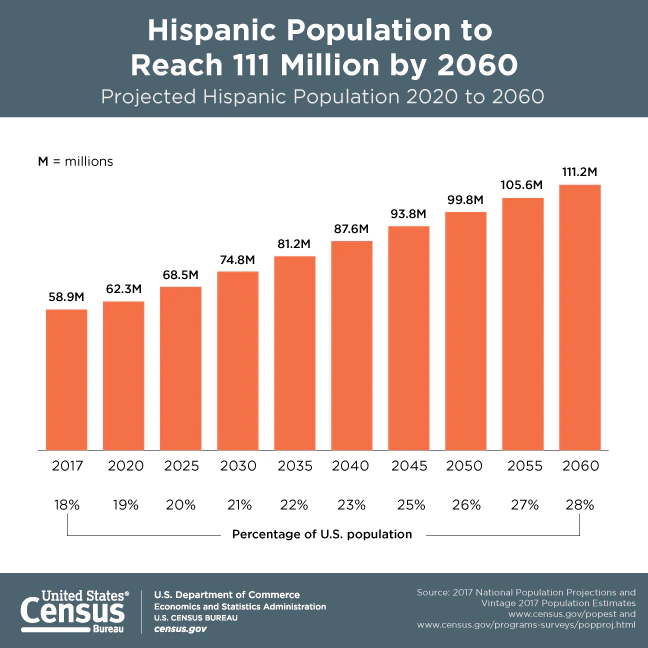 Hispanic Population to
Reach 111 Million by 2060
Projected Hispanic Population 2020 to 2060
M = millions
58.9M 62.3M 68.5M 74.8M 81.2M 87.6M 93.8M 99.8M 105.6M 111.2M
2017 2020 2025 2030 2035 2040 2045 2050 2055 2060
18% 19% 20% 21% 22% 23% 25% 26% 27% 28%
Percentage of U.S. population
United States®
Census
Bureau
U.S. Department of Commerce
Economics and Statistics Administration
U.S. CENSUS BUREAU
census.gov
Source: 2017 National Population Projections and
Vintage 2017 Population Estimates
www.census.gov/popest and
www.census.gov/programs-surveys/popproj.html